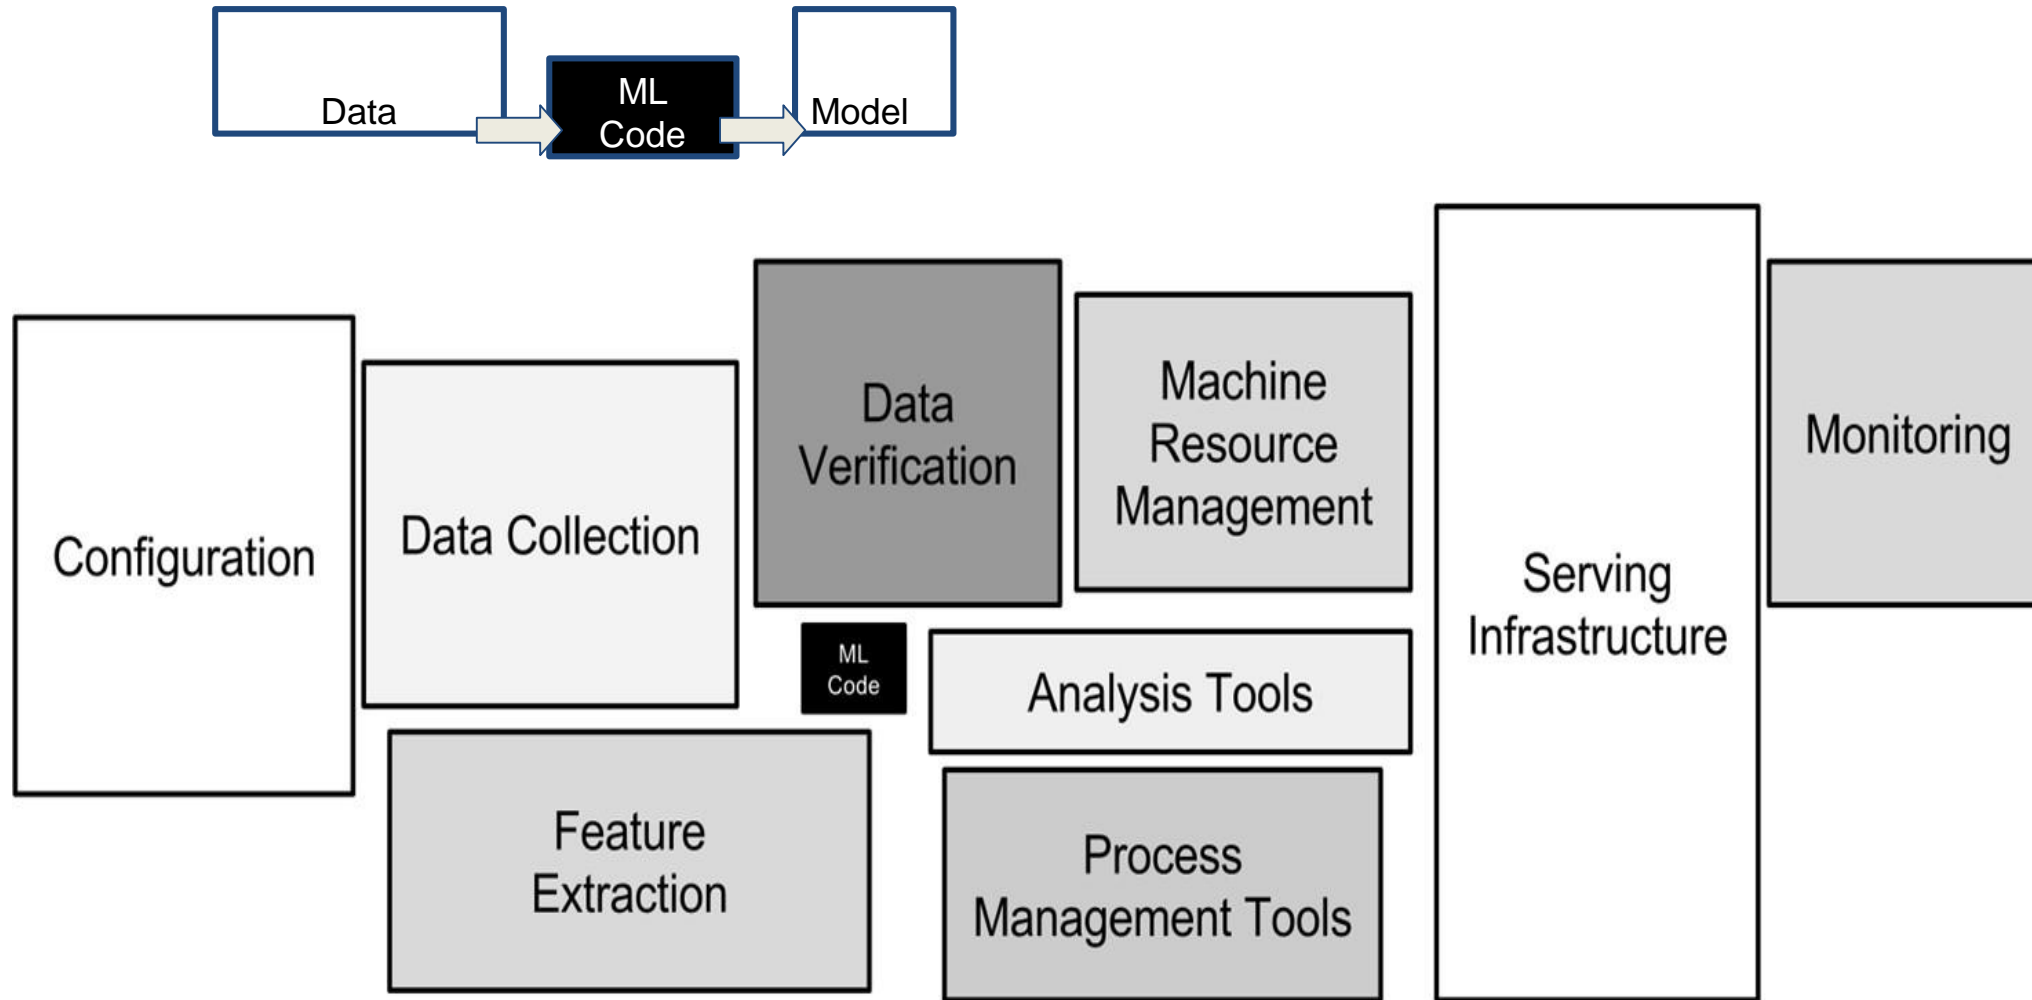 Data
ML
Code
Model
Configuration
Data Collection
Data
Verification
Machine
Resource
Management
Serving
Infrastructure
Monitoring
ML
Code
Analysis Tools
Feature
Extraction
Process
Management Tools